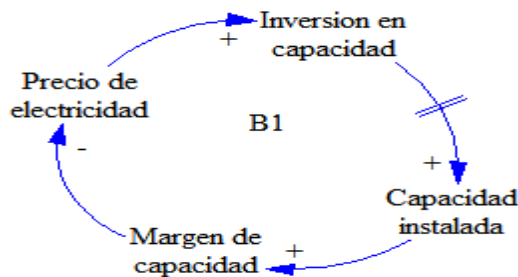 Inversion en
capacidad
+
Precio de
electricidad
B1
-
+
Capacidad
instalada
Margen de
capacidad
+